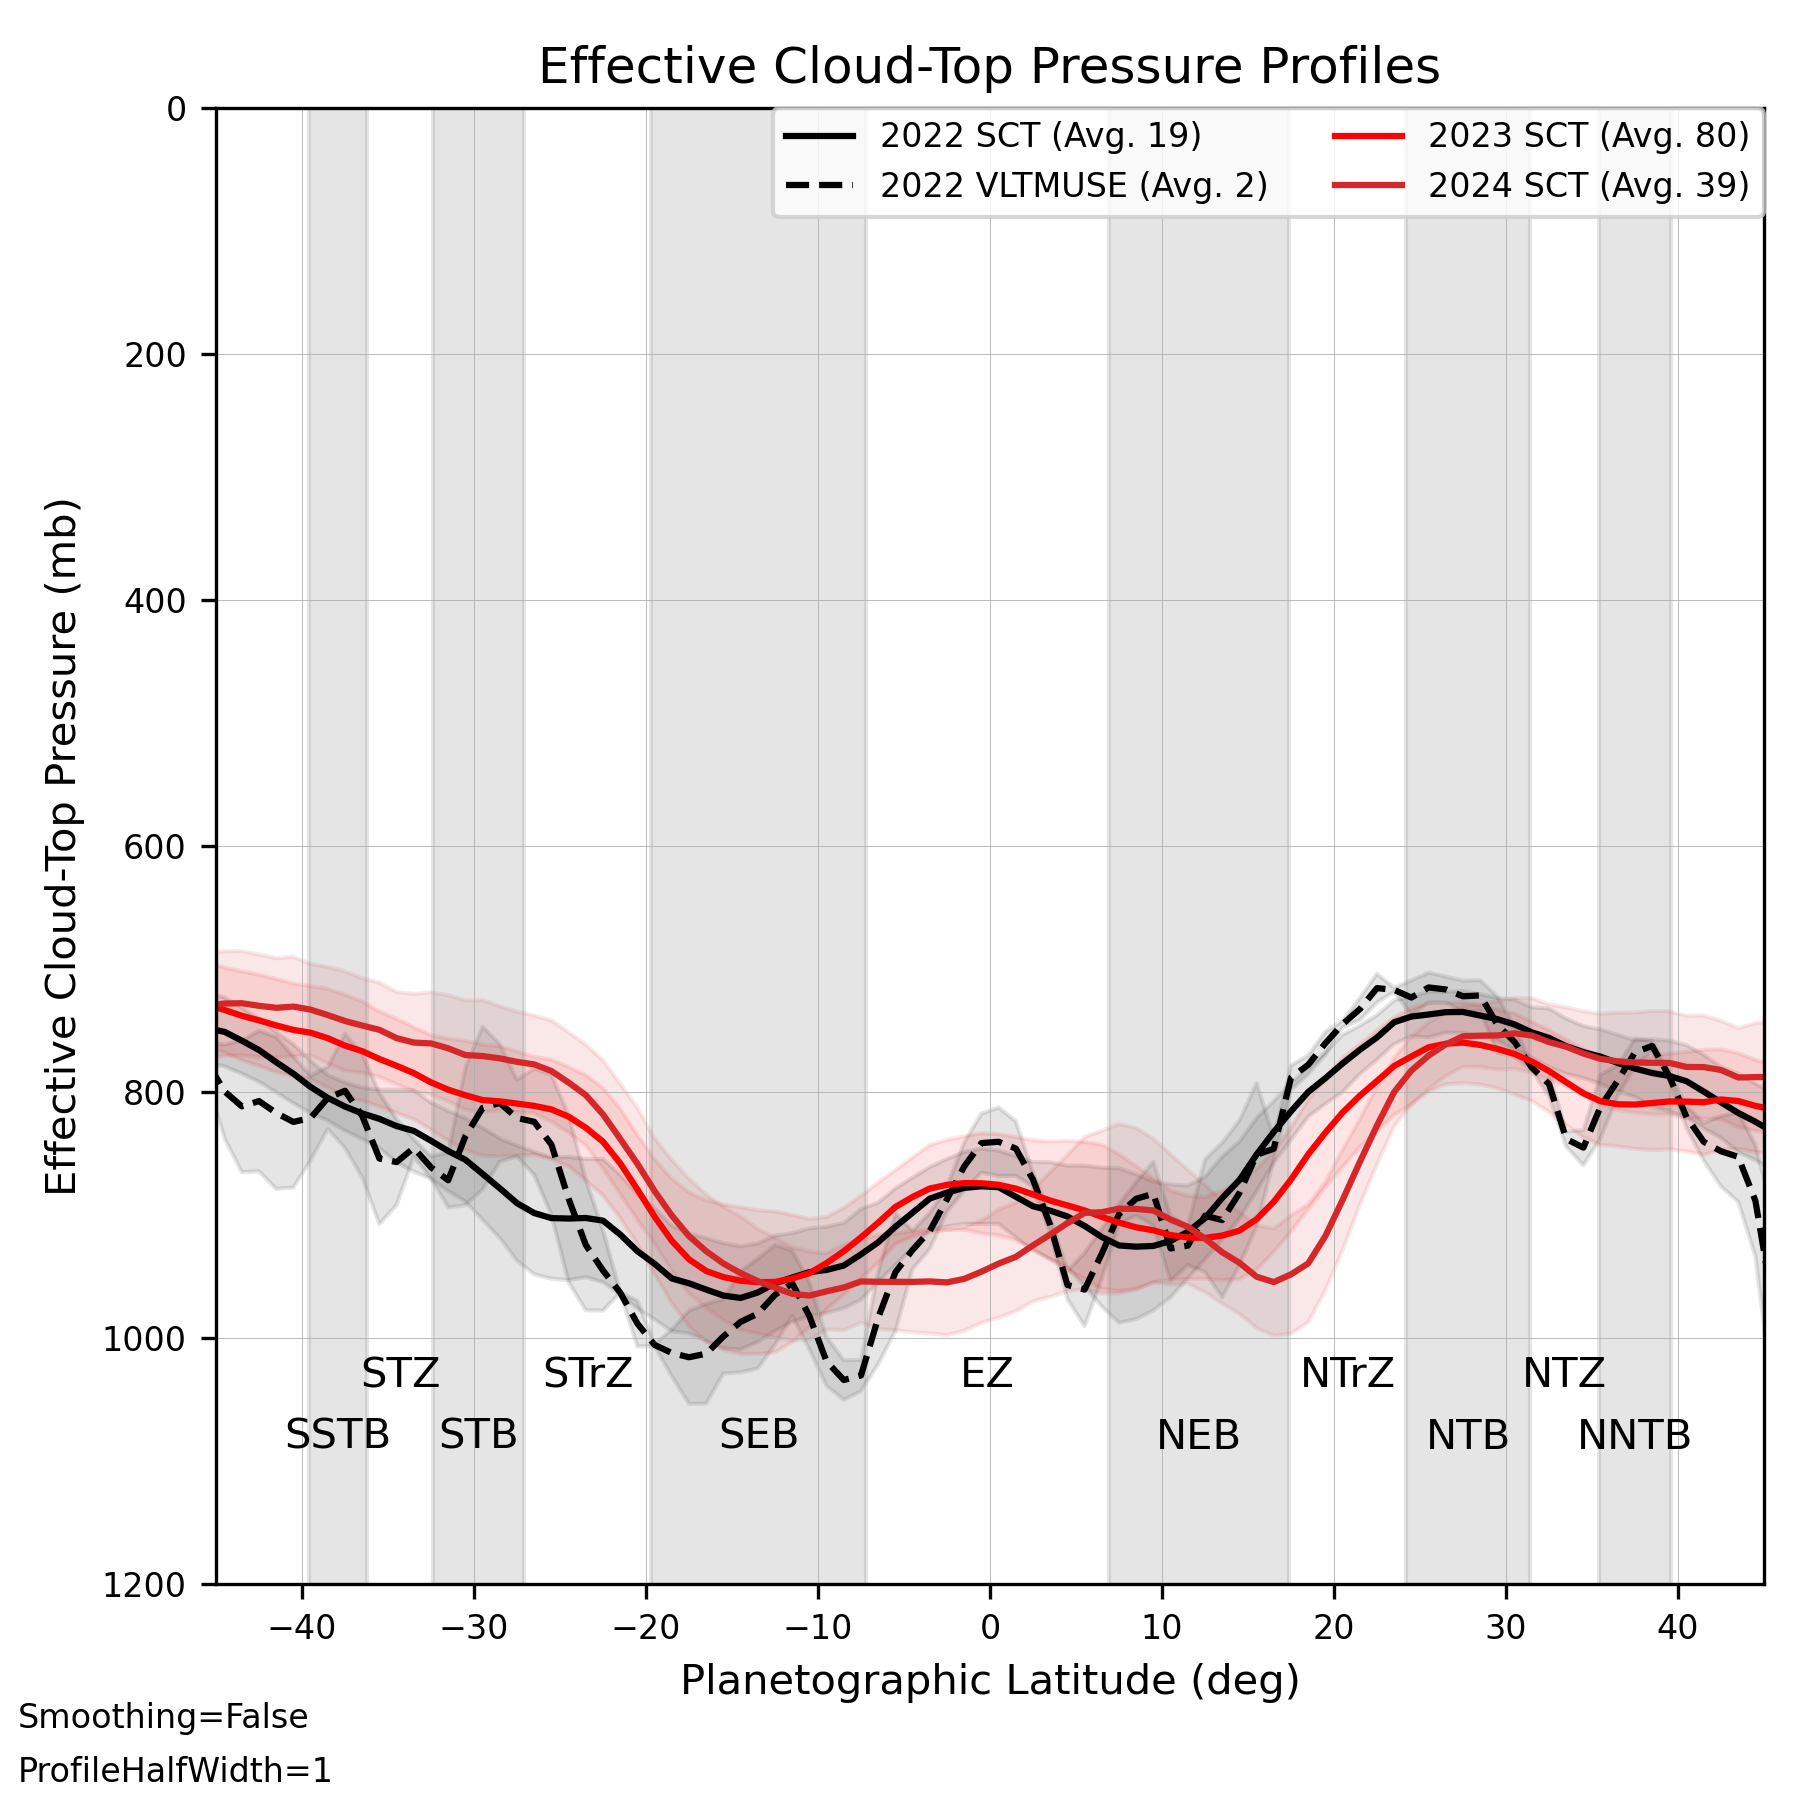 Effective Cloud-Top Pressure Profiles
2022 SCT (Avg. 19)
2022 VLTMUSE (Avg. 2)
2023 SCT (Avg. 80)
2024 SCT (Avg. 39)
Effective Cloud-Top Pressure (mb)
0
200
400
600
800
1000
1200
STZ
STrZ
EZ
NTrZ
NTZ
SSTB
STB
SEB
NEB
NTB
NNTB
−40
−30
−20
−10
0
10
20
30
40
Planetographic Latitude (deg)
Smoothing=False
ProfileHalfWidth=1